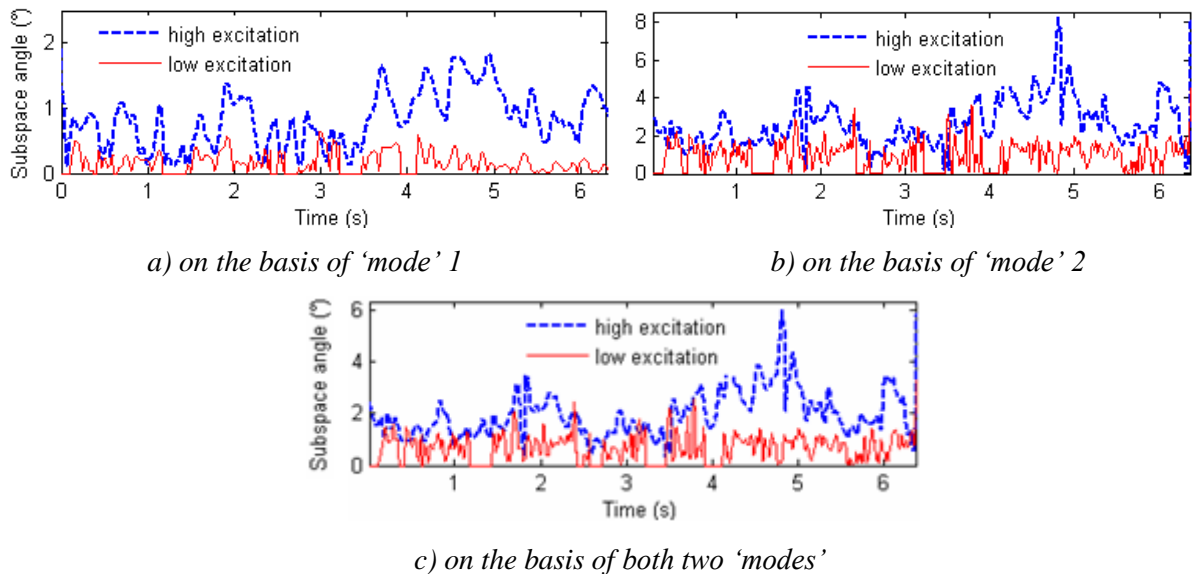 Subspace angle (°)
2
1
0
high excitation
low excitation
0 1 2 3 4 5 6
Time (s)
a) on the basis of ‘mode’ 1
8
6
4
2
0
high excitation
low excitation
1 2 3 4 5 6
Time (s)
b) on the basis of ‘mode’ 2
Subspace angle (°)
6
4
2
0
high excitation
low excitation
1 2 3 4 5 6
Time (s)
c) on the basis of both two ‘modes’